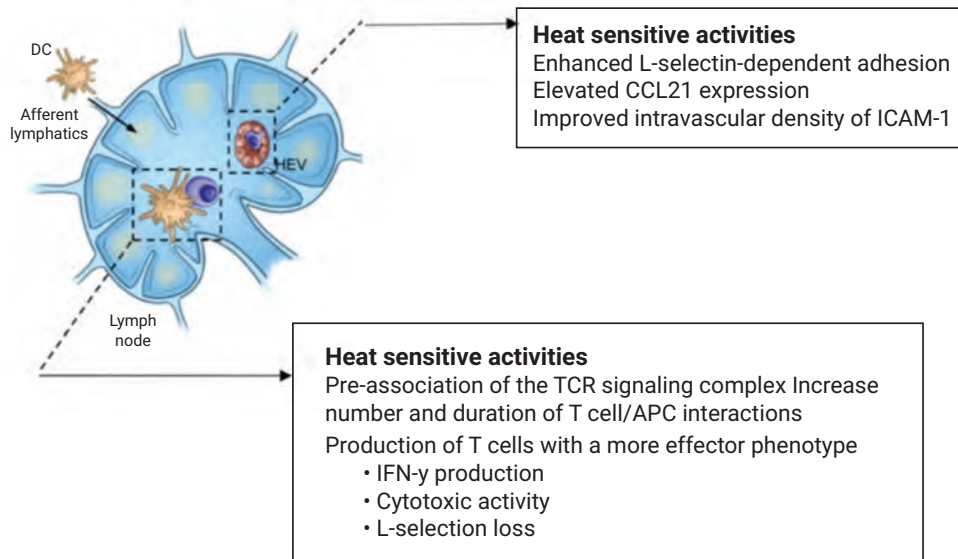 DC
Afferent
lymphatics
HEV
Lymph
node
Heat sensitive activities
Enhanced L-selectin-dependent adhesion
Elevated CCL21 expression
Improved intravascular density of ICAM-1
Heat sensitive activities
Pre-association of the TCR signaling complex Increase
number and duration of T cell/APC interactions
Production of T cells with a more effector phenotype
• IFN-y production
• Cytotoxic activity
• L-selection loss